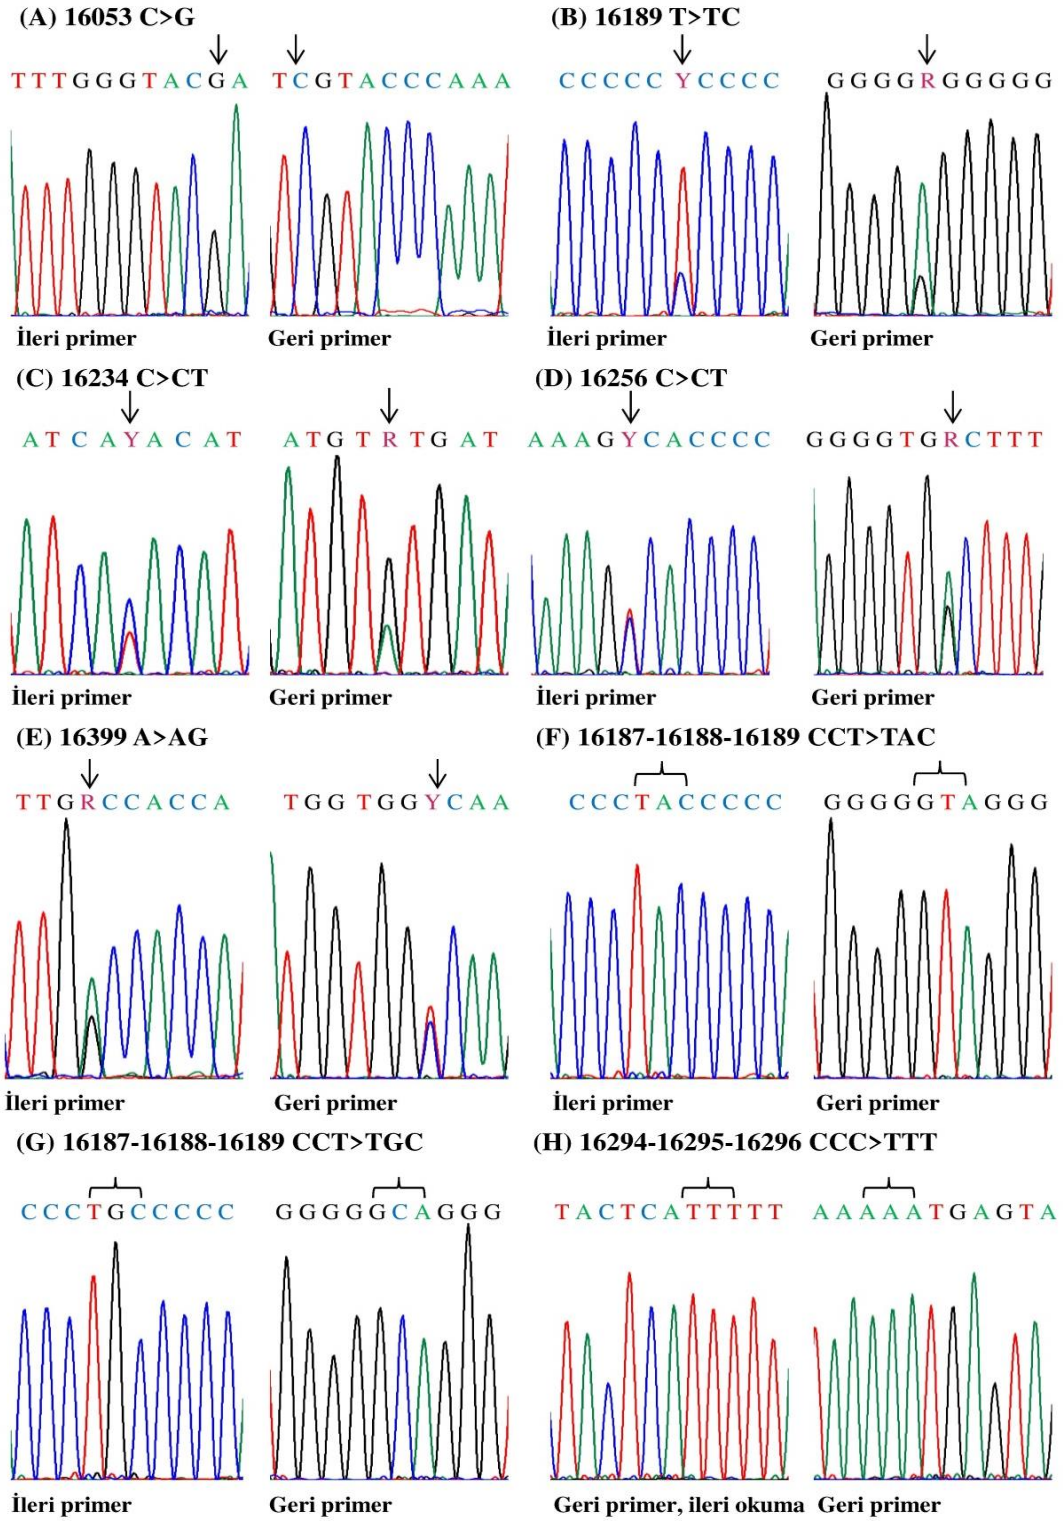 (A) 16053 C>G
TTTGGGTACGA
TCGTACCCAAA
İleri primer
Geri primer
(B) 16189 T>TC
CCCCCYCCCC
GGGGRGGGGG
İleri primer
Geri primer
(C) 16234 C>CT
ATCAYACAT
ATGTRTGAT
İleri primer
Geri primer
(D) 16256 C>CT
AAAGYCACCCC
GGGGTGRCTTT
İleri primer
Geri primer
(E) 16399 A>AG
TTGRCCACCA
TGGTGGYCAA
İleri primer
Geri primer
(F) 16187-16188-16189 CCT>TAC
CCCTACCCCC
GGGGGTAGGG
İleri primer
Geri primer
(G) 16187-16188-16189 CCT>TGC
CCCTGCCCCC
GGGGGCAGGG
İleri primer
Geri primer
(H) 16294-16295-16296 CCC>TTT
TACTCATTTTT
AAAAATGAGTA
Geri primer, ileri okuma
Geri primer